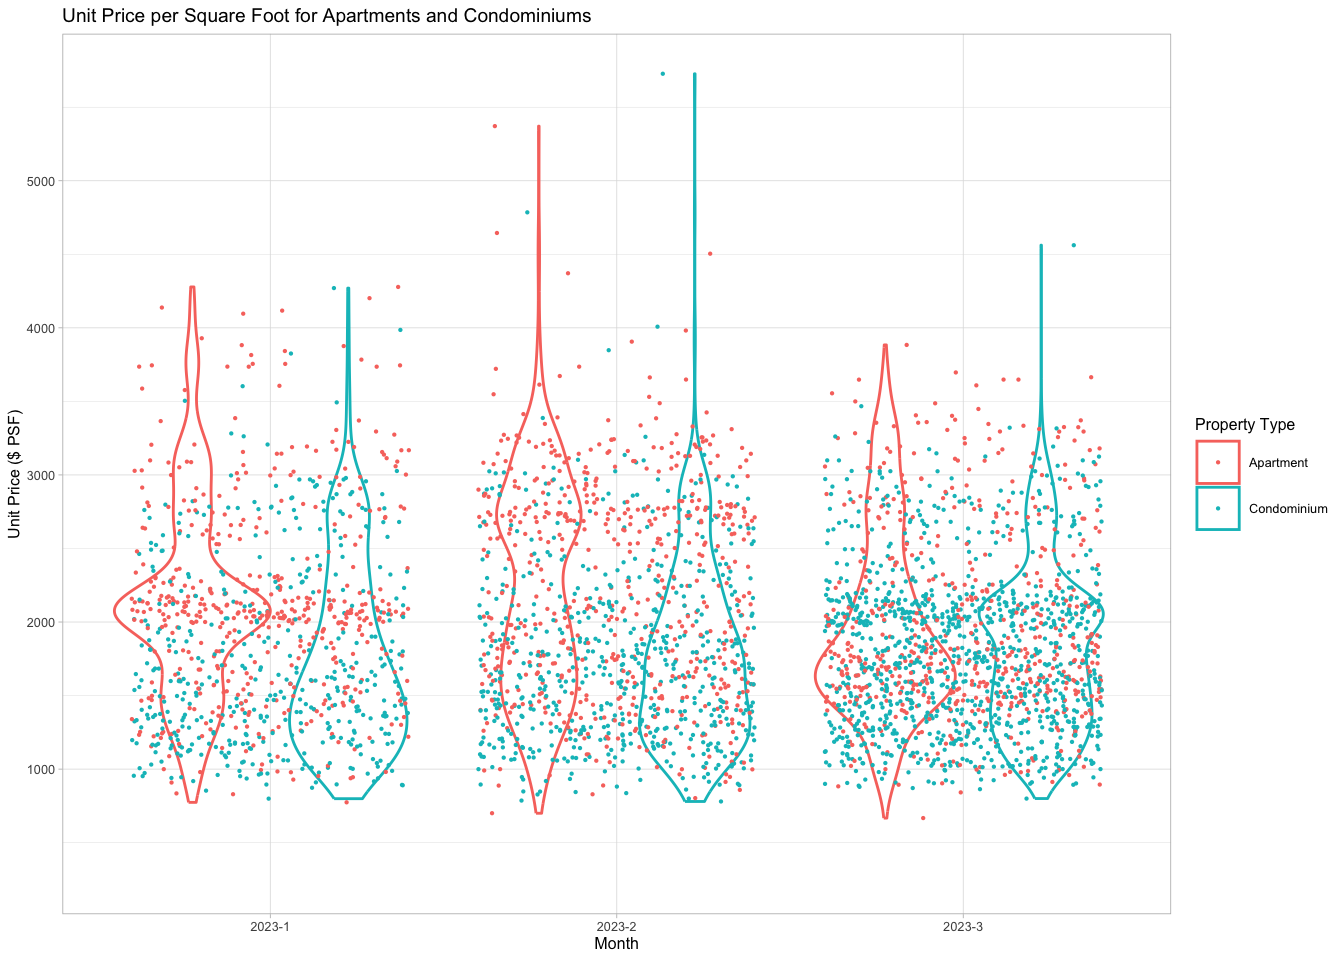 Unit Price per Square Foot for Apartments and Condominiums
Unit Price ($ PSF)
5000
4000
3000
2000
1000
2023-1
2023-2
2023-3
Month
Property Type
Apartment
Condominium